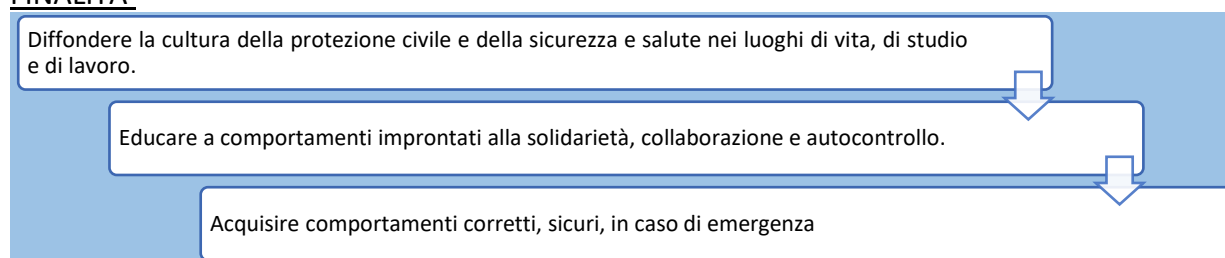 FINALITÀ
Diffondere la cultura della protezione civile e della sicurezza e salute nei luoghi di vita, di studio
e di lavoro.
Educare a comportamenti improntati alla solidarietà, collaborazione e autocontrollo.
Acquisire comportamenti corretti, sicuri, in caso di emergenza